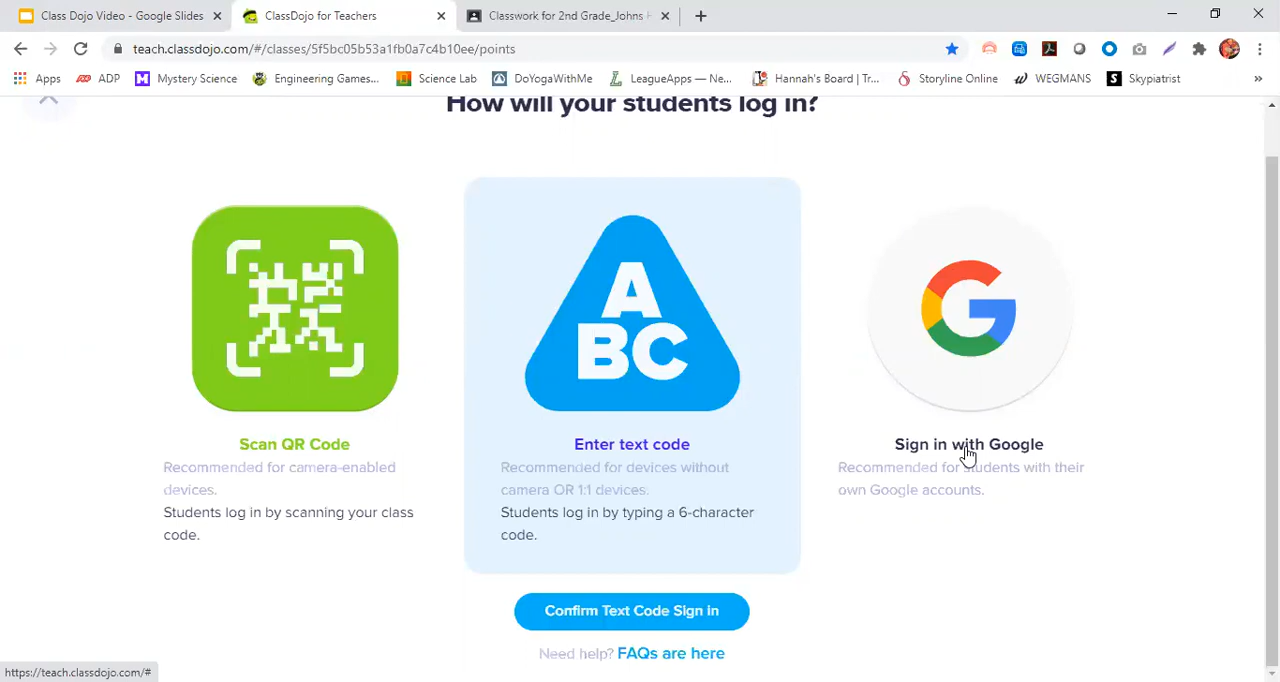 Class Dojo Video - Google Slides
ClassDojo for Teachers
Classwork for 2nd Grade_Johns H
teach.classdojo.com/#/classes/5f5bc05b53a1fb0a7c4b10ee/points
Apps
ADP
Mystery Science
Engineering Games...
Science Lab
DoYogaWithMe
LeagueApps — Ne...
Hannah's Board | Tr...
Storyline Online
WEGMANS
Skypiatrist
How will your students log in?
A
BC
G
Scan QR Code
Recommended for camera-enabled
devices.
Students log in by scanning your class
code.
Enter text code
Recommended for devices without
camera OR 1:1 devices.
Students log in by typing a 6-character
code.
Sign in with Google
Recommended for students with their
own Google accounts.
Confirm Text Code Sign in
Need help? FAQs are here
https://teach.classdojo.com/#